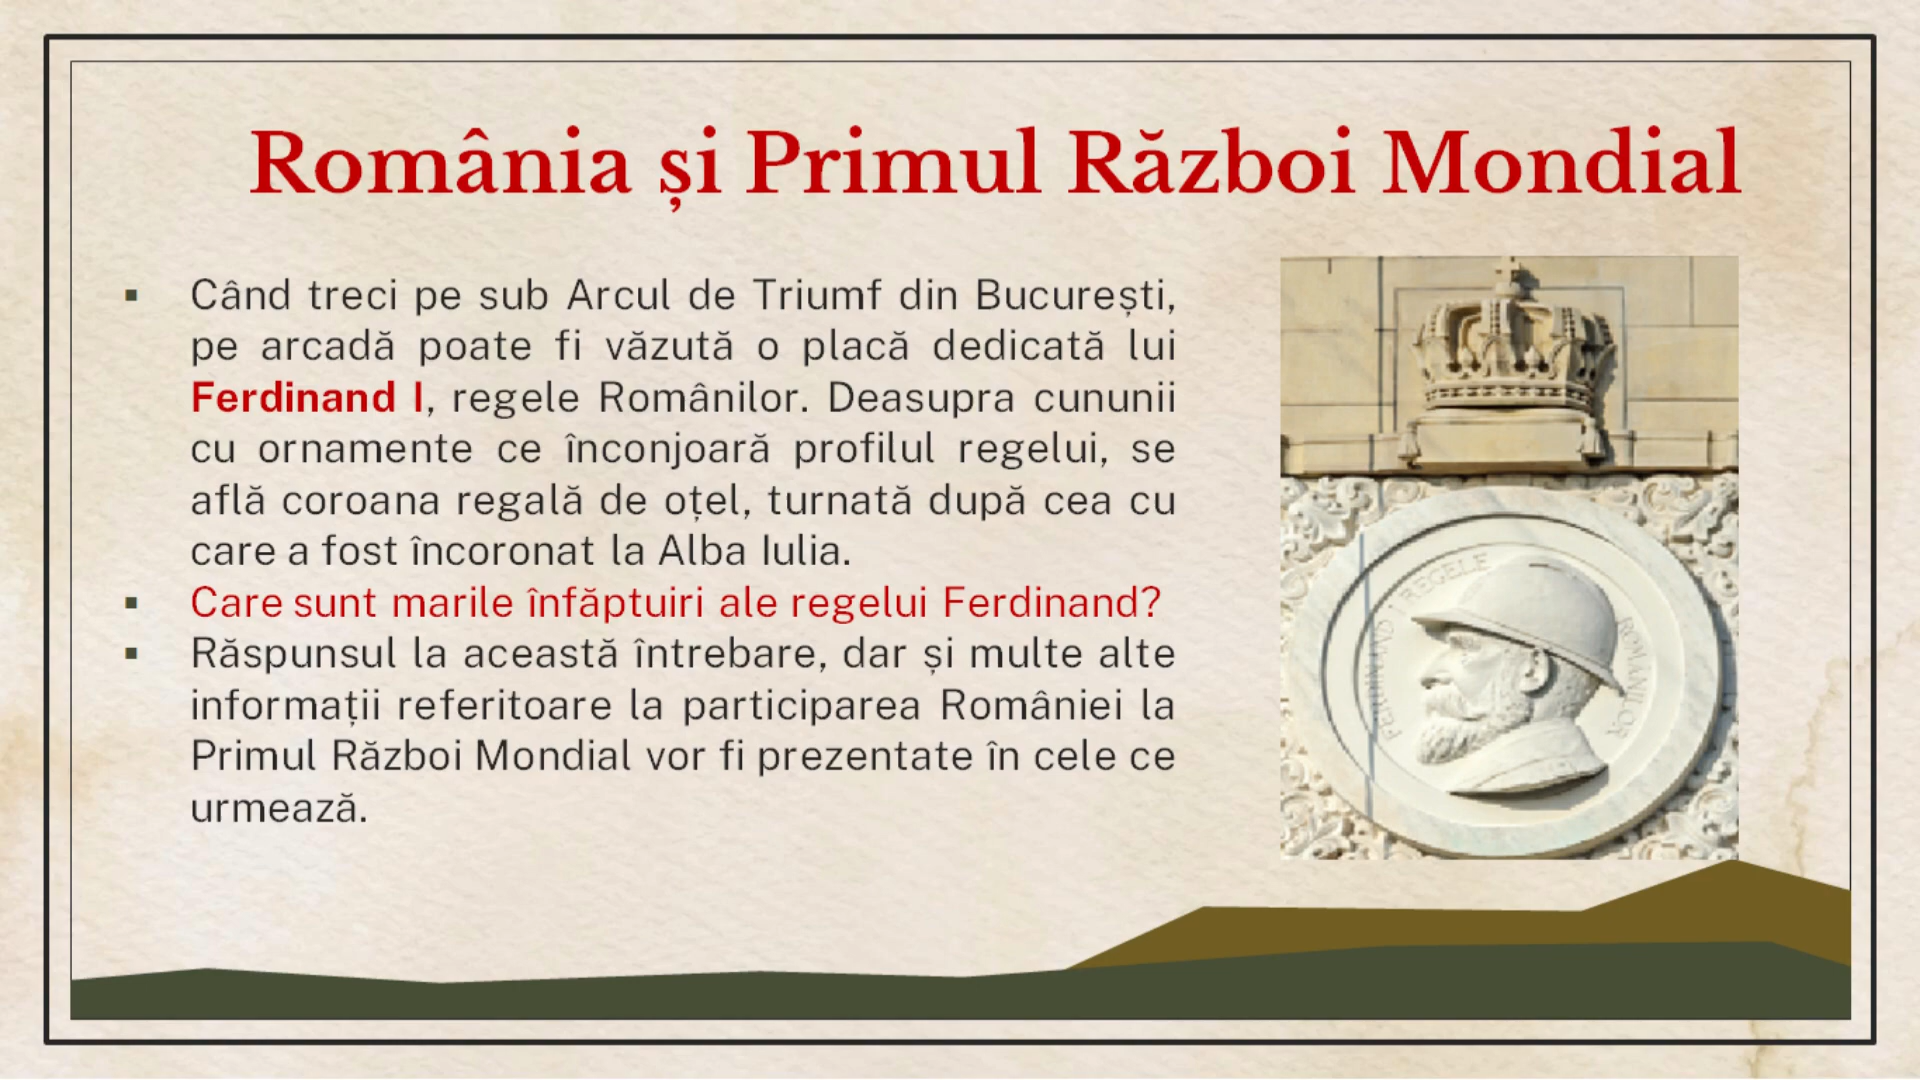 România și Primul Război Mondial
▪ Când treci pe sub Arcul de Triumf din București,
pe arcadă poate fi văzută o placă dedicată lui
Ferdinand I, regele Românilor. Deasupra cununii
cu ornamente ce înconjoară profilul regelui, se
află coroana regală de oțel, turnată după cea cu
care a fost încoronat la Alba Iulia.
▪ Care sunt marile înfăptuiri ale regelui Ferdinand?
▪ Răspunsul la această întrebare, dar și multe alte
informații referitoare la participarea României la
Primul Război Mondial vor fi prezentate în cele ce
urmează.
FERDINAND I REGELE
ROMANILOR